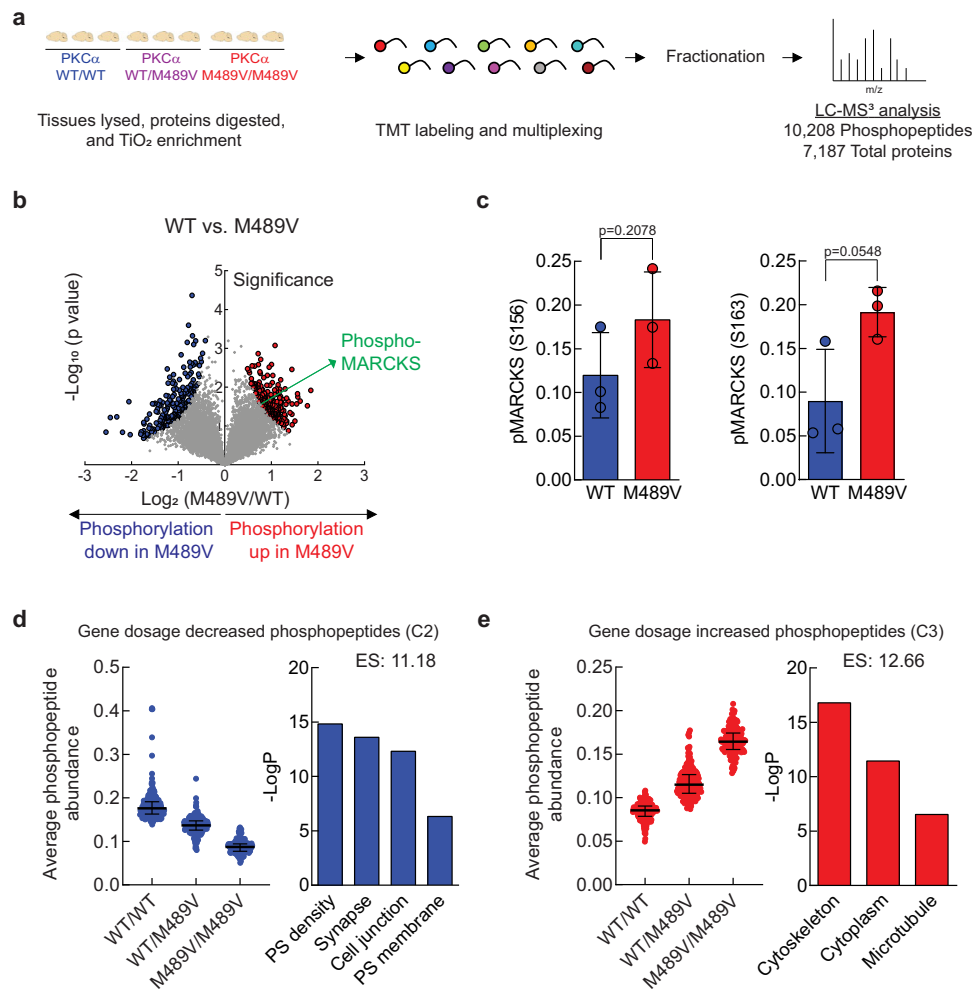 a
PKCα PKCα PKCα
WT/WT WT/M489V M489V/M489V
Tissues lysed, proteins digested,
and TiO₂ enrichment
TMT labeling and multiplexing
Fractionation
m/z
LC-MS³ analysis
10,208 Phosphopeptides
7,187 Total proteins
b
WT vs. M489V
-Log₁₀ (p value)
Significance
5
4
3
2
1
0
-3 -2 -1 0 1 2 3
Log₂ (M489V/WT)
Phospho-
MARCKS
Phosphorylation
down in M489V
Phosphorylation
up in M489V
c
p=0.2078
pMARCKS (S156)
0.25
0.20
0.15
0.10
0.05
0.00
WT M489V
p=0.0548
pMARCKS (S163)
0.25
0.20
0.15
0.10
0.05
0.00
WT M489V
d
Gene dosage decreased phosphopeptides (C2)
Average phosphopeptide
abundance
0.5
0.4
0.3
0.2
0.1
0.0
WT/WT
WT/M489V
M489V/M489V
ES: 11.18
-LogP
20
15
10
5
0
PS density
Synapse
Cell junction
PS membrane
e
Gene dosage increased phosphopeptides (C3)
Average phosphopeptide
abundance
0.25
0.20
0.15
0.10
0.05
0.00
WT/WT
WT/M489V
M489V/M489V
ES: 12.66
-LogP
20
15
10
5
0
Cytoskeleton
Cytoplasm
Microtubule